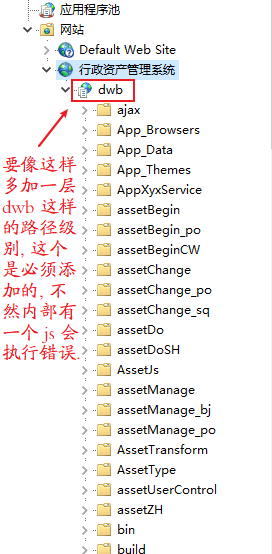 应用程序池
网站
Default Web Site
行政资产管理系统
dwb
ajax
App_Browsers
App_Data
App_Themes
AppXyxService
assetBegin
assetBegin_po
assetBeginCW
assetChange
assetChange_po
assetChange_sq
assetDo
assetDoSH
AssetJs
assetManage
assetManage_bj
assetManage_po
AssetTransform
AssetType
assetUserControl
assetZH
bin
build
要像这样
多加一层
dwb 这样
的路径级
别, 这个
是必须添
加的, 不
然内部有
一个 js 会
执行错误.